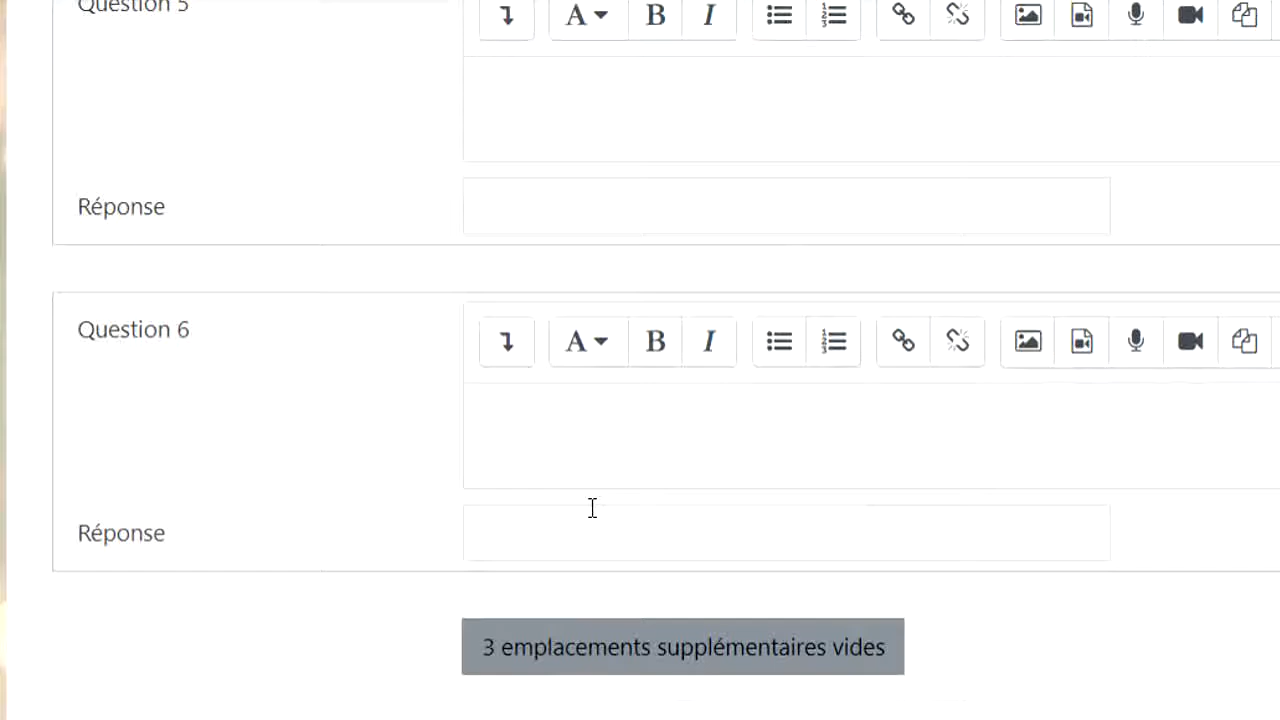 Question 5
Réponse
Question 6
Réponse
3 emplacements supplémentaires vides